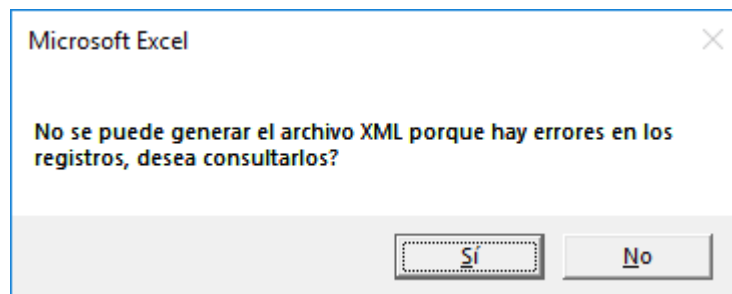 Microsoft Excel
No se puede generar el archivo XML porque hay errores en los
registros, desea consultarlos?
Sí
No